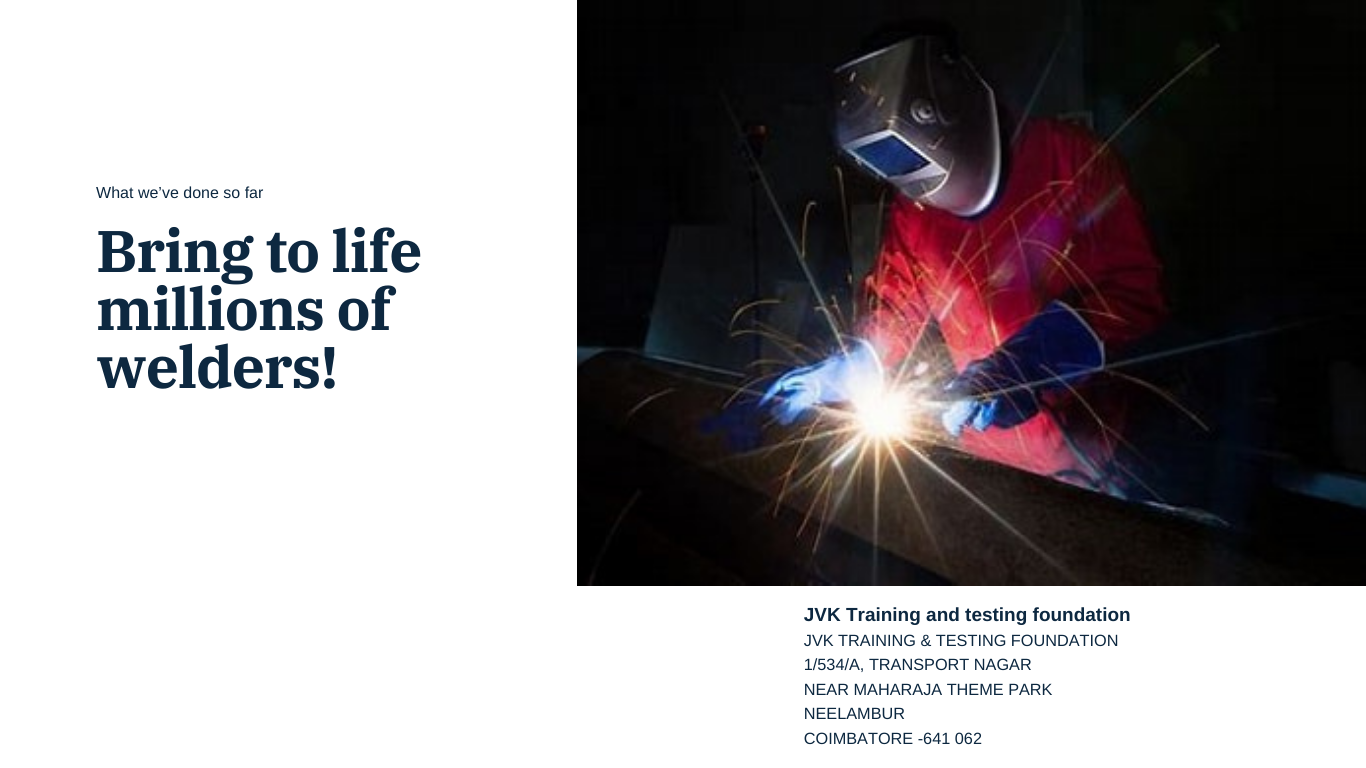 What we’ve done so far
Bring to life
millions of
welders!
JVK Training and testing foundation
JVK TRAINING & TESTING FOUNDATION
1/534/A, TRANSPORT NAGAR
NEAR MAHARAJA THEME PARK
NEELAMBUR
COIMBATORE -641 062